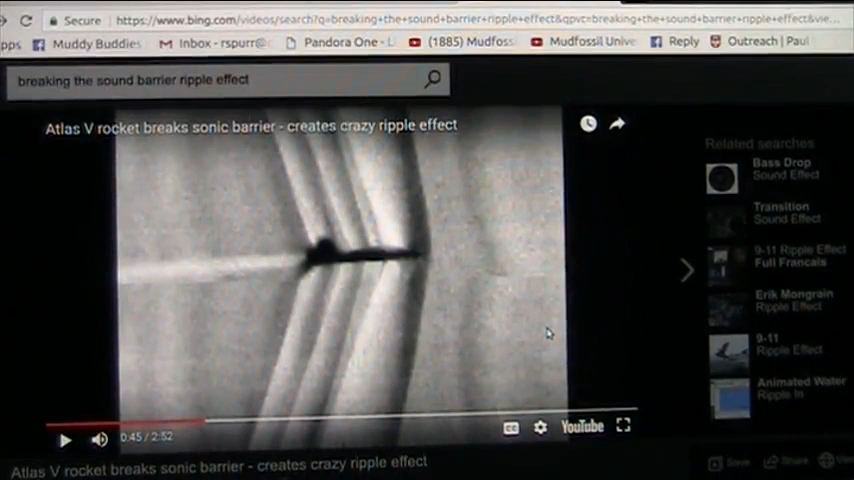 Secure https://www.bing.com/videos/search?q=breaking+the+sound+barrier+ripple+effect&qpvt=breaking+the+sound+barrier+ripple+effect&vie...
pps Muddy Buddies Inbox - rspurr@ Pandora One - L (1885) Mudfoss Mudfossil Unive Reply Outreach | Paul
breaking the sound barrier ripple effect
Atlas V rocket breaks sonic barrier - creates crazy ripple effect
Related searches
Bass Drop
Sound Effect
Transition
Sound Effect
9-11 Ripple Effect
Full Francais
Erik Mongrain
Ripple Effect
9-11
Ripple Effect
Animated Water
Ripple In
0:45 / 2:52
CC
YouTube
Atlas V rocket breaks sonic barrier - creates crazy ripple effect
Save Share